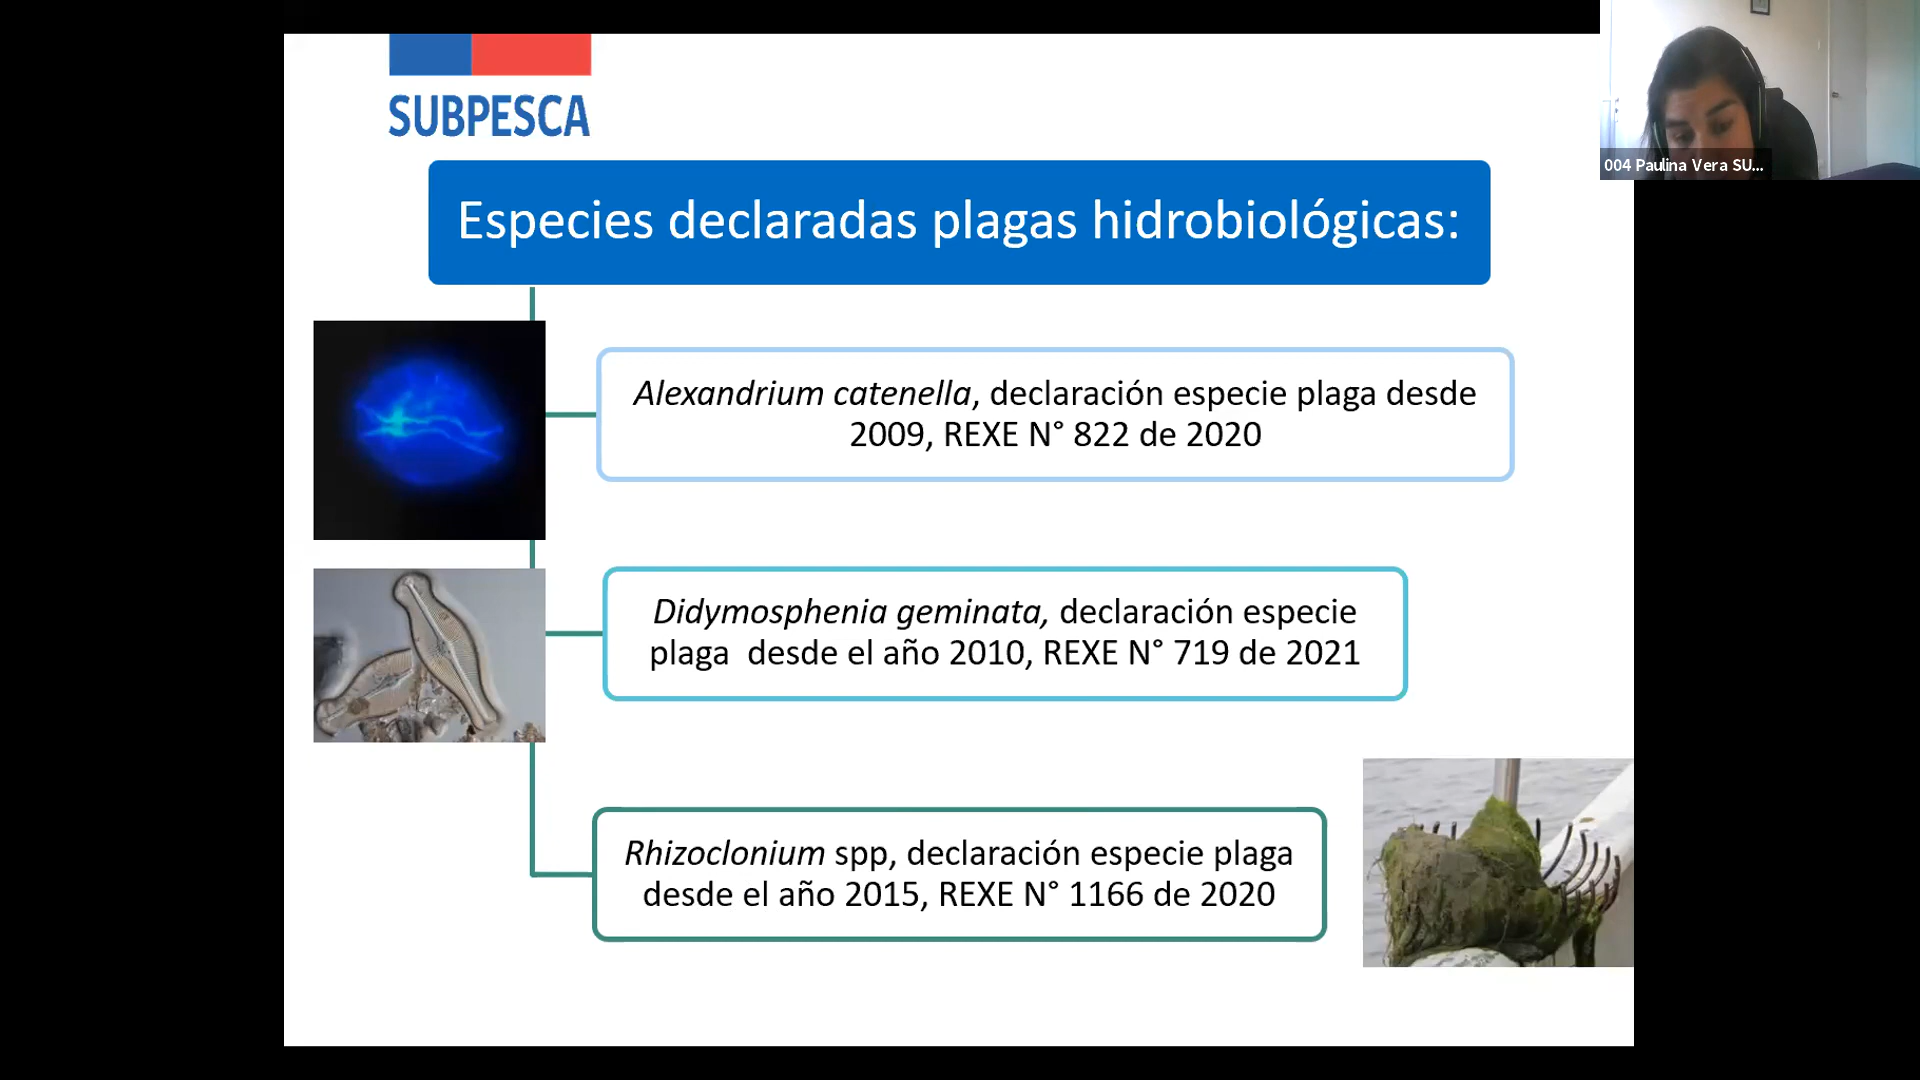 SUBPESCA
004 Paulina Vera SU...
Especies declaradas plagas hidrobiológicas:
Alexandrium catenella, declaración especie plaga desde
2009, REXE N° 822 de 2020
Didymosphenia geminata, declaración especie
plaga desde el año 2010, REXE N° 719 de 2021
Rhizoclonium spp, declaración especie plaga
desde el año 2015, REXE N° 1166 de 2020